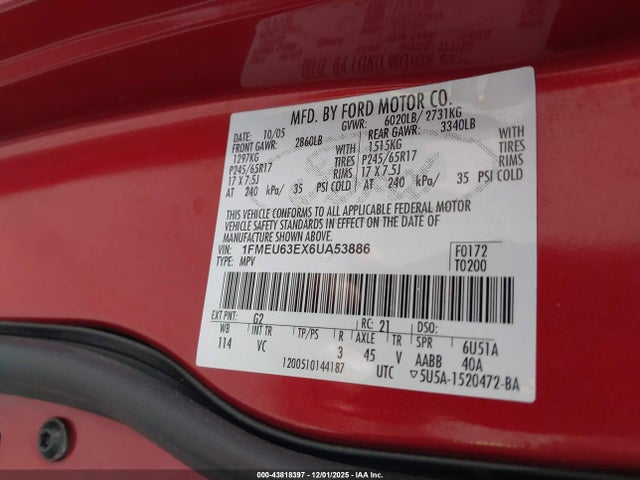 MFD. BY FORD MOTOR CO.
DATE: 10/05 GVWR: 6020LB/ 2731KG
FRONT GAWR: 2860LB REAR GAWR: 3340LB
1297KG WITH 1515KG WITH
P245/65R17 TIRES P245/65R17 TIRES
17 X 7.5J RIMS 17 X 7.5J RIMS
AT 240 kPa/ 35 PSI COLD AT 240 kPa/ 35 PSI COLD
THIS VEHICLE CONFORMS TO ALL APPLICABLE FEDERAL MOTOR
VEHICLE SAFETY STANDARDS IN EFFECT ON THE DATE OF
MANUFACTURE SHOWN ABOVE.
VIN: 1FMEU63EX6UA53886 F0172
TYPE: MPV T0200
EXT PNT: G2 RC: 21 DSO:
WB INT TR TP/PS R AXLE TR SPR 6U51A
114 VC 3 45 V AABB 40A
120051014­4187 UTC ▽5U5A-1520472-BA
000-43818397 - 12/01/2025 - IAA Inc.